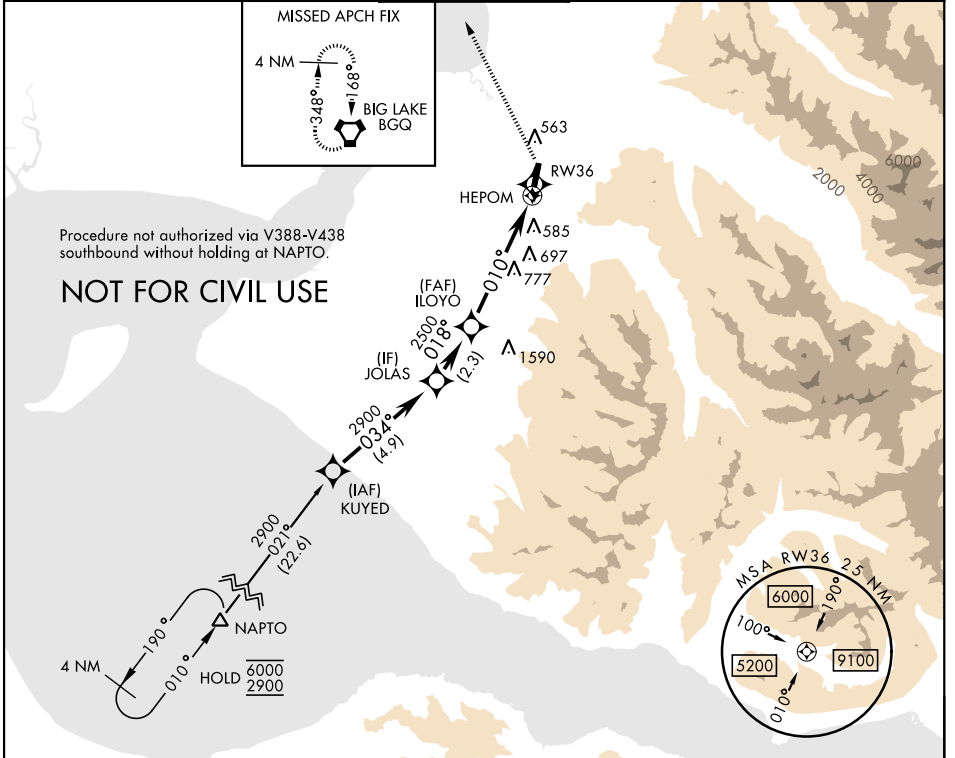 MISSED APCH FIX
4 NM
348°
168°
BIG LAKE
BGQ
563
RW36
HEPOM
6000
4000
2000
585
697
777
010°
Procedure not authorized via V388-V438
southbound without holding at NAPTO.
NOT FOR CIVIL USE
(FAF)
ILOYO
2500
018°
(2.3)
1590
(IF)
JOLAS
2900
034°
(4.9)
(IAF)
KUYED
2900
021°
(22.6)
NAPTO
190°
010°
4 NM
HOLD
6000
2900
MSA RW36 25 NM
6000
190°
100°
5200
9100
010°